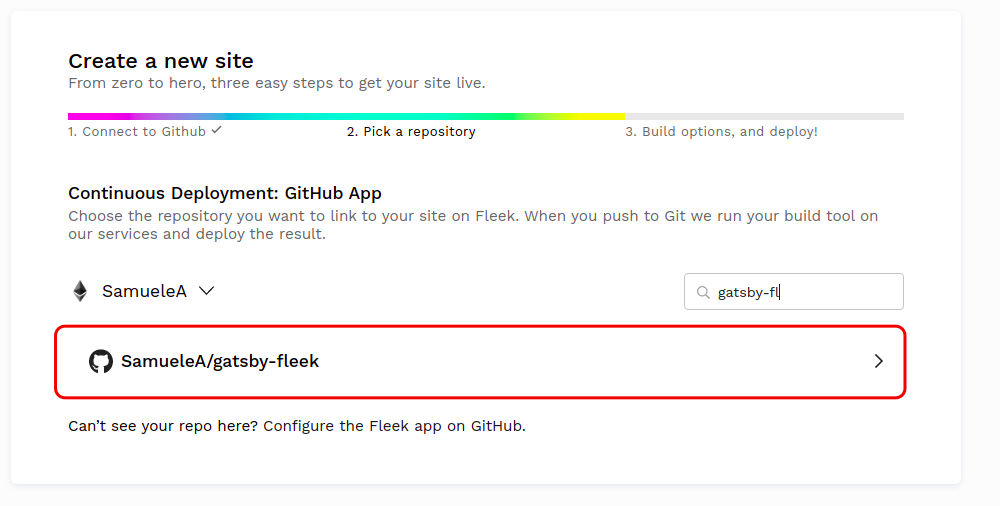 Create a new site
From zero to hero, three easy steps to get your site live.
1. Connect to Github
2. Pick a repository
3. Build options, and deploy!
Continuous Deployment: GitHub App
Choose the repository you want to link to your site on Fleek. When you push to Git we run your build tool on
our services and deploy the result.
SamueleA
gatsby-fl
SamueleA/gatsby-fleek
Can't see your repo here? Configure the Fleek app on GitHub.